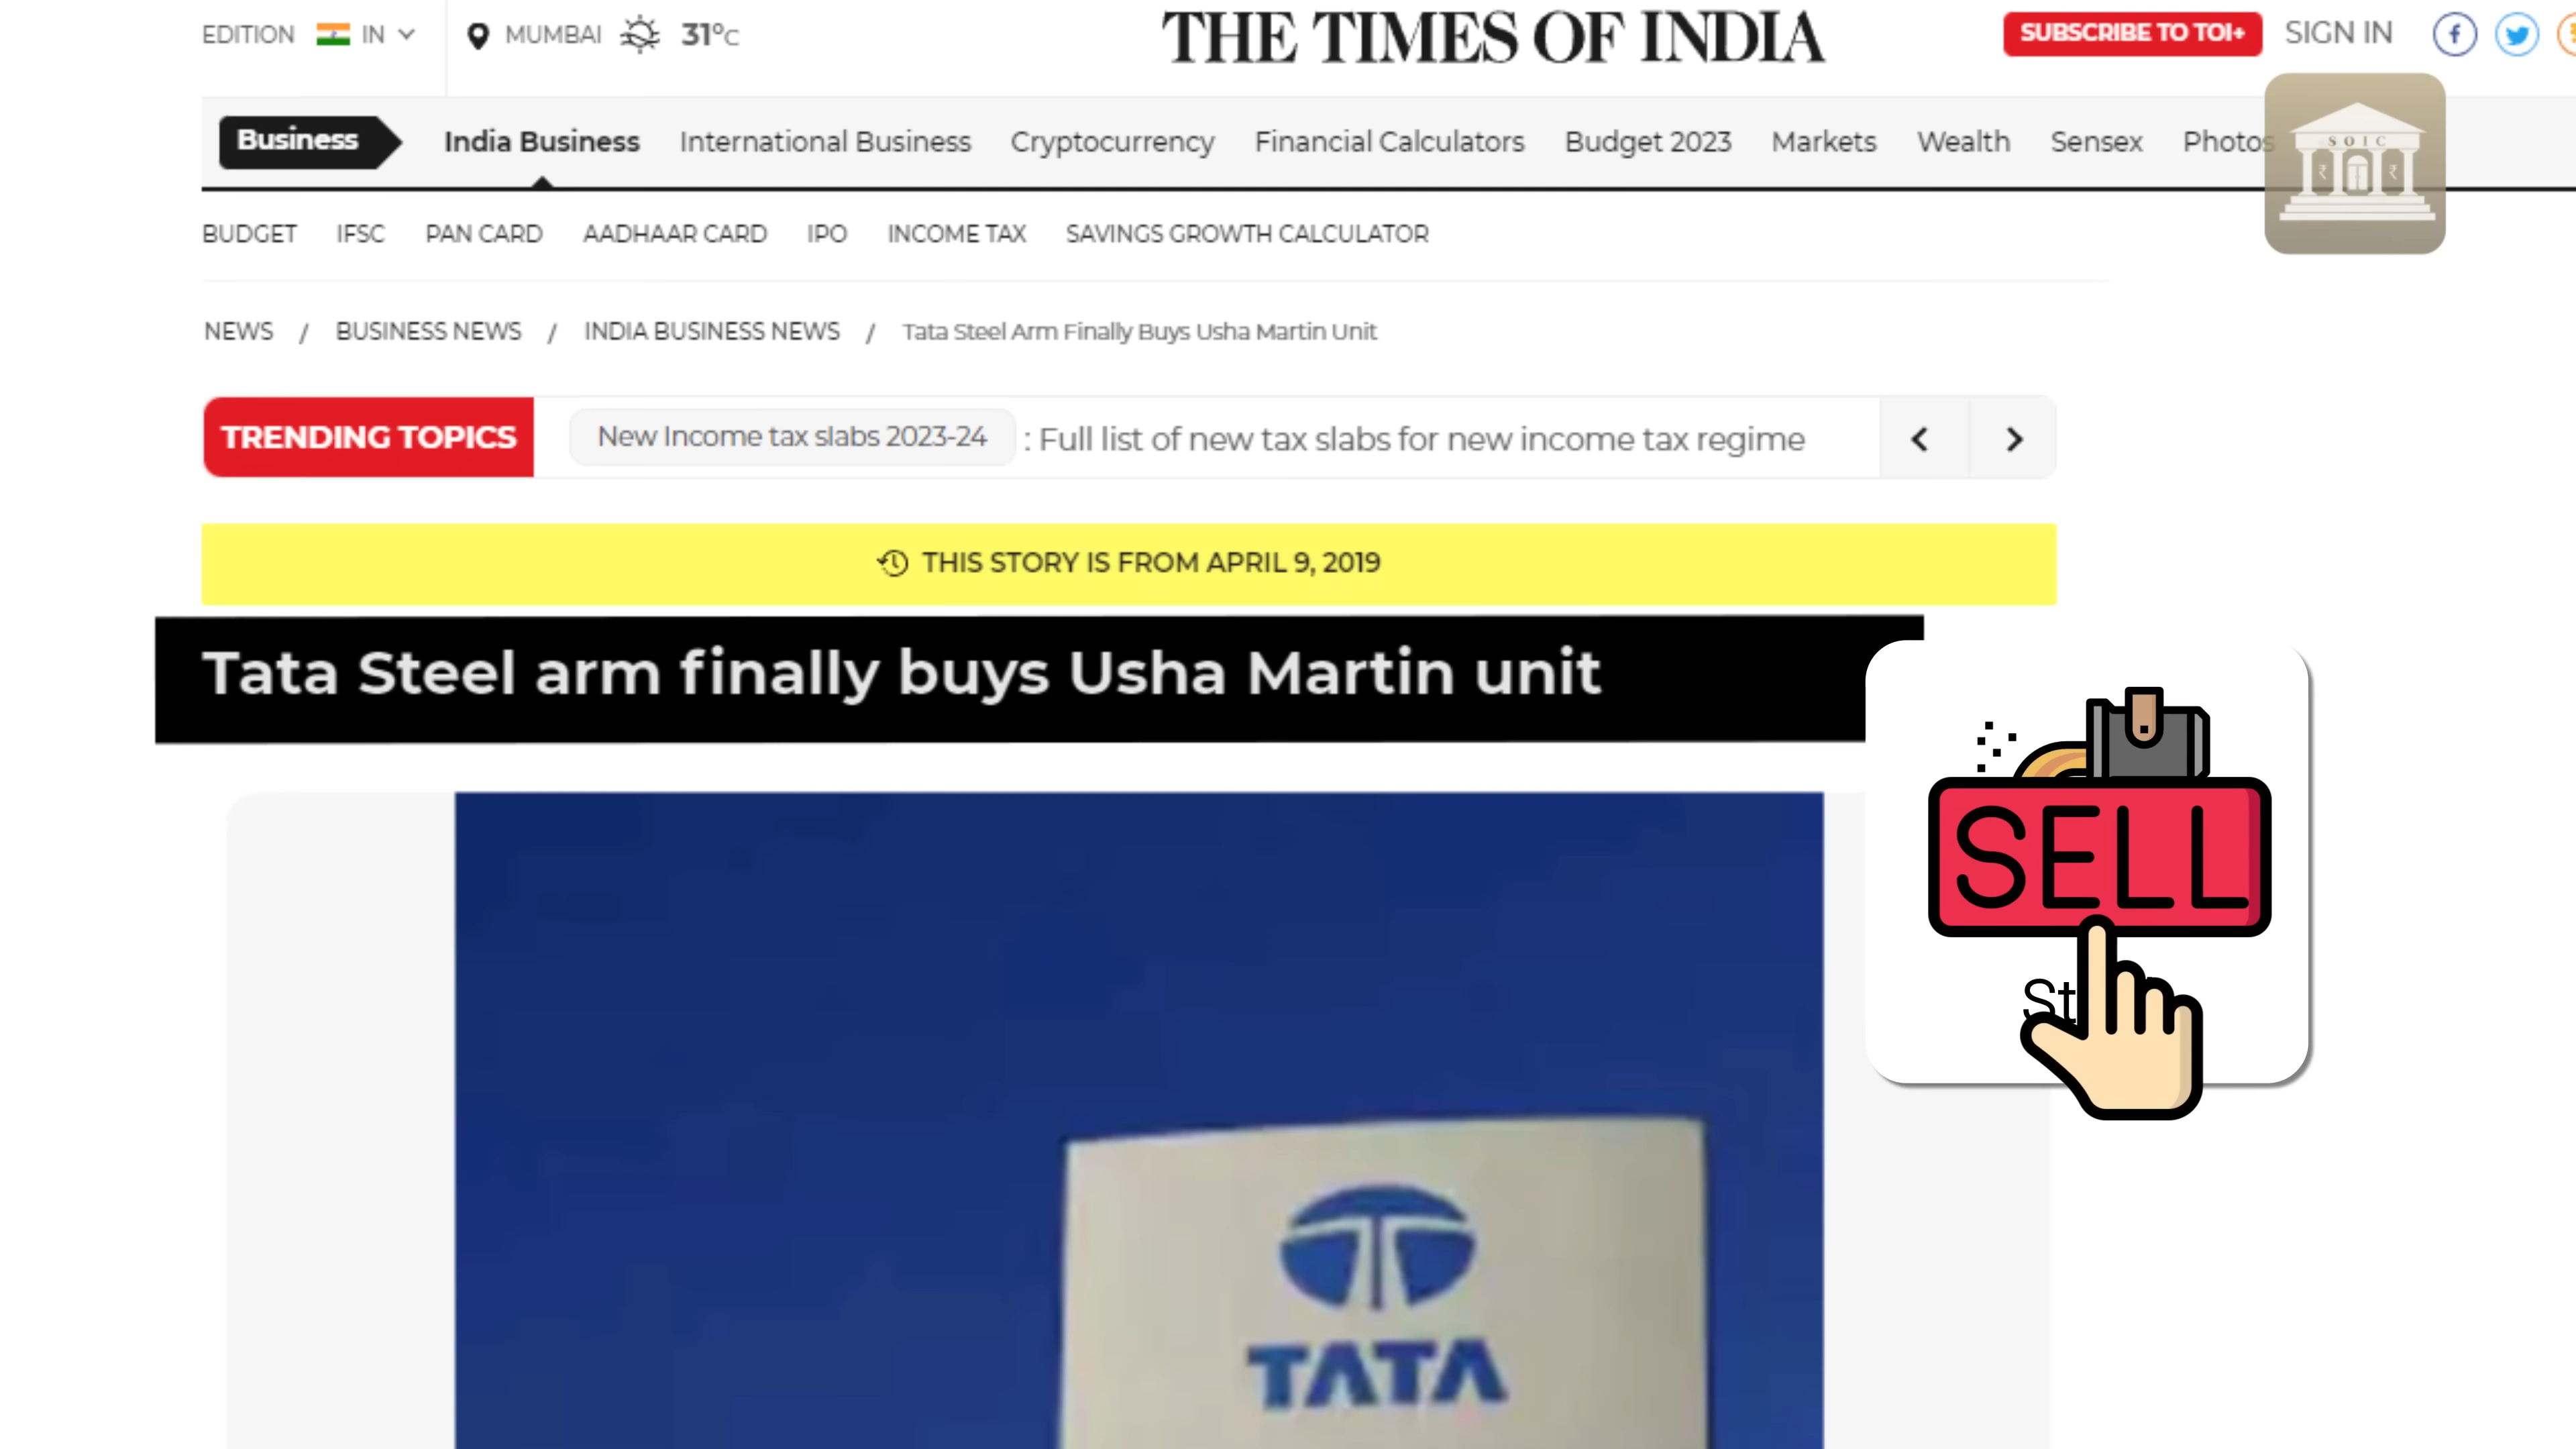 EDITION IN MUMBAI 31°C THE TIMES OF INDIA SUBSCRIBE TO TOI+ SIGN IN
Business India Business International Business Cryptocurrency Financial Calculators Budget 2023 Markets Wealth Sensex Photos
SOIC
BUDGET IFSC PAN CARD AADHAAR CARD IPO INCOME TAX SAVINGS GROWTH CALCULATOR
NEWS / BUSINESS NEWS / INDIA BUSINESS NEWS / Tata Steel Arm Finally Buys Usha Martin Unit
TRENDING TOPICS New Income tax slabs 2023-24 : Full list of new tax slabs for new income tax regime
THIS STORY IS FROM APRIL 9, 2019
Tata Steel arm finally buys Usha Martin unit
SELL
TATA